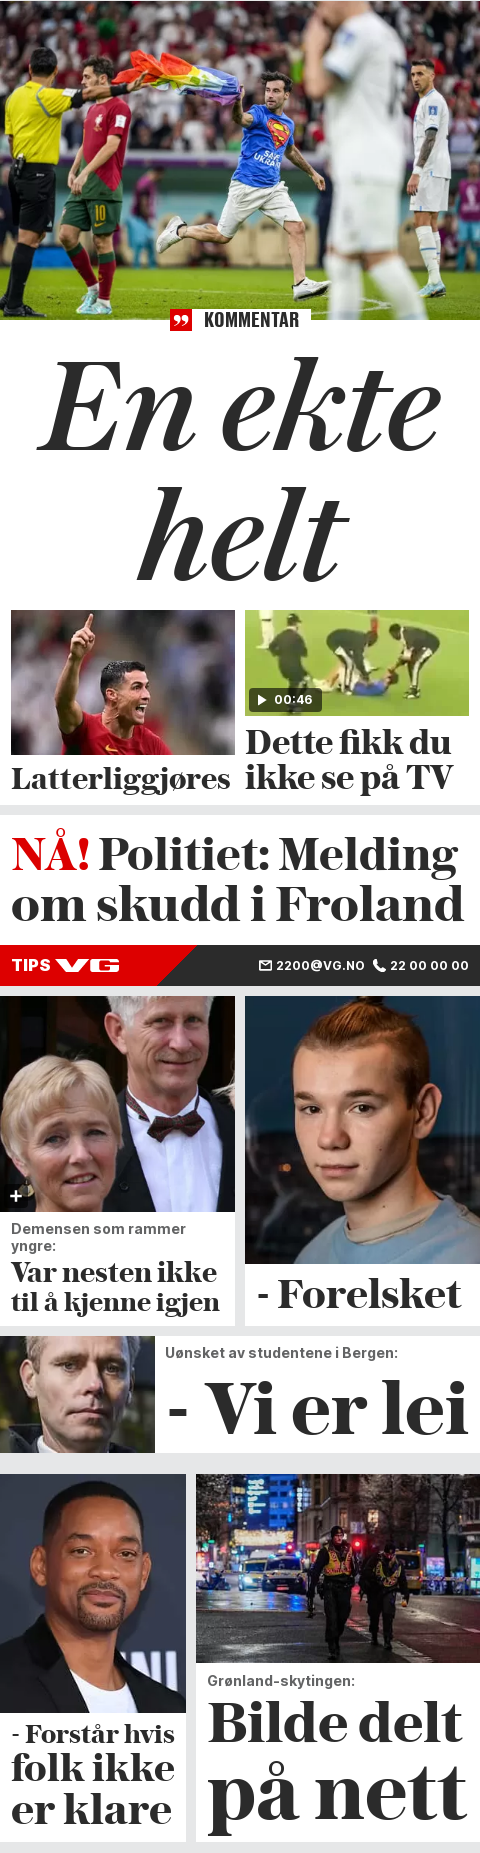 SAVE
UKRAINE
10
KOMMENTAR
En ekte
helt
00:46
Latterliggjøres
Dette fikk du
ikke se på TV
NÅ! Politiet: Melding
om skudd i Froland
TIPS VG
2200@VG.NO 22 00 00 00
Demensen som rammer
yngre:
Var nesten ikke
til å kjenne igjen
- Forelsket
Uønsket av studentene i Bergen:
- Vi er lei
- Forstår hvis
folk ikke
er klare
Grønland-skytingen:
Bilde delt
på nett